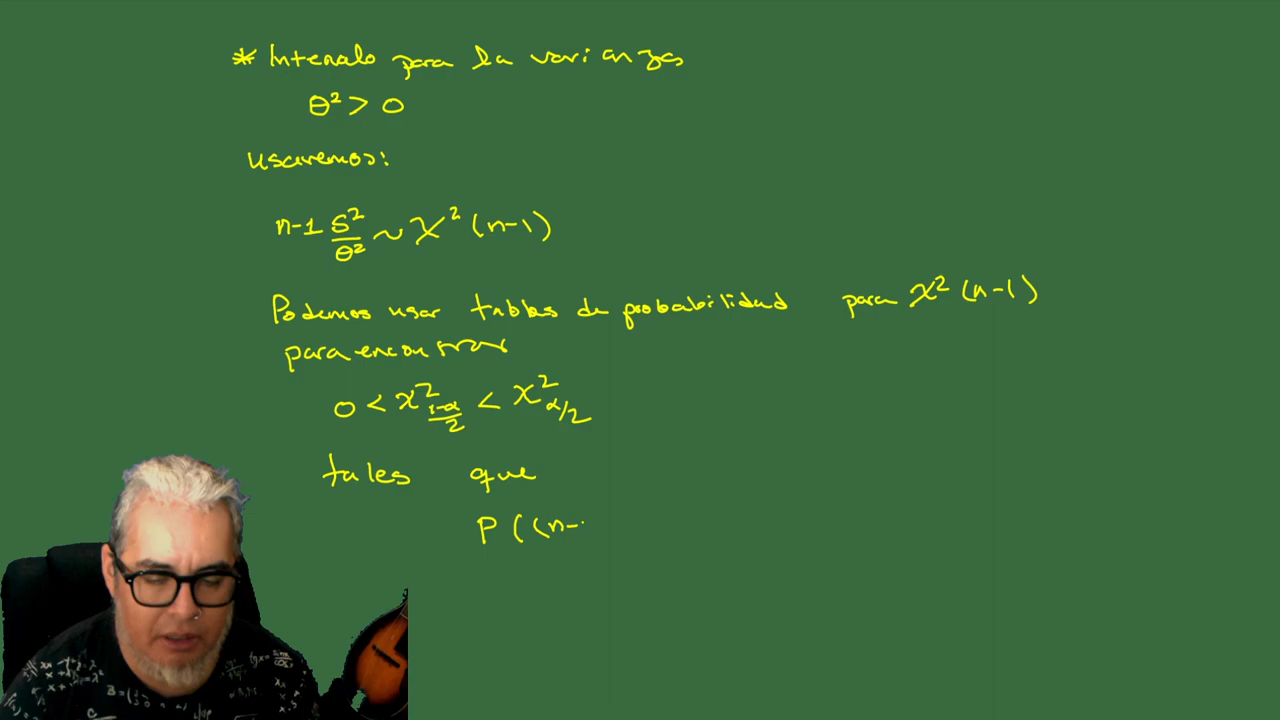 * Intervalo para la varianza
θ² > 0
usaremos:
n-1 S²/θ² ~ χ² (n-1)
Podemos usar tablas de probabilidad para χ² (n-1)
para encontrar
0 < χ²_{(1-α)/2} < χ²_{α/2}
tales que
P ( (n-